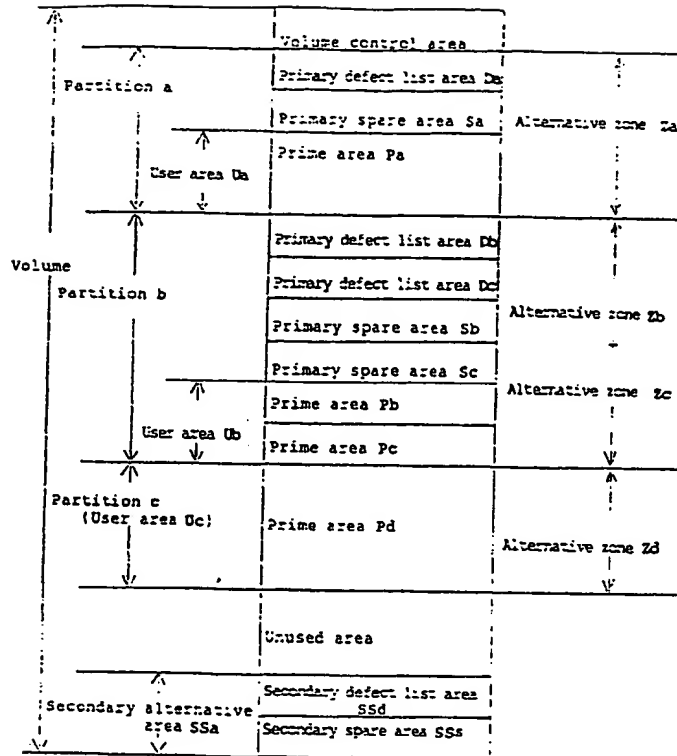 Volume control area
Primary defect list area Da
Partition a
Primary spare area Sa
Alternative zone Za
Prime area Pa
User area Ua
Primary defect list area Db
Volume
Primary defect list area Dc
Partition b
Alternative zone Zb
Primary spare area Sb
Primary spare area Sc
Alternative zone Zc
Prime area Pb
User area Ub
Prime area Pc
Partition c
(User area Uc)
Prime area Pd
Alternative zone Zd
Unused area
Secondary defect list area
SSd
Secondary alternative
area SSa
Secondary spare area SSs